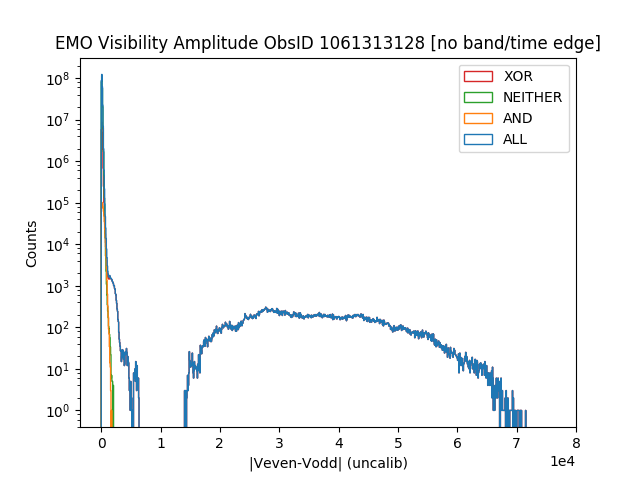 EMO Visibility Amplitude ObsID 1061313128 [no band/time edge]
XOR
NEITHER
AND
ALL
Counts
10^8
10^7
10^6
10^5
10^4
10^3
10^2
10^1
10^0
0 1 2 3 4 5 6 7 8
1e4
|Veven-Vodd| (uncalib)